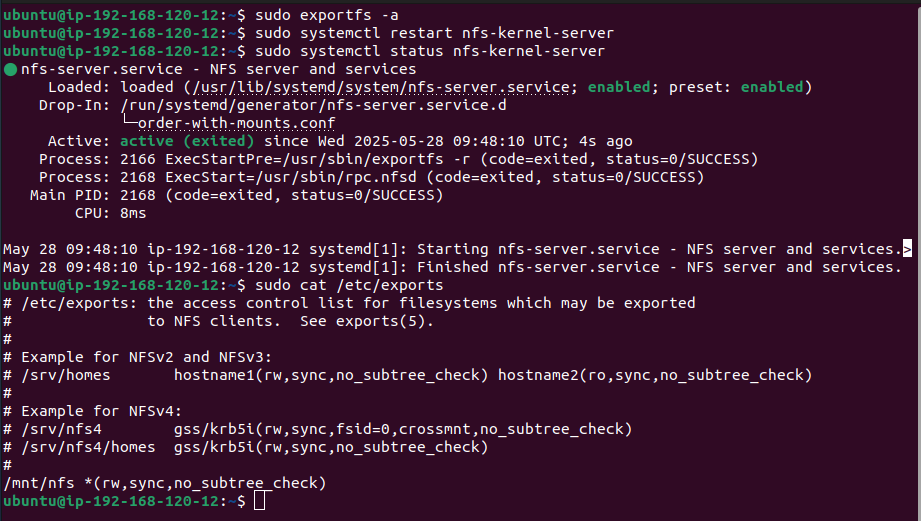 ubuntu@ip-192-168-120-12:~$ sudo exportfs -a
ubuntu@ip-192-168-120-12:~$ sudo systemctl restart nfs-kernel-server
ubuntu@ip-192-168-120-12:~$ sudo systemctl status nfs-kernel-server
● nfs-server.service - NFS server and services
     Loaded: loaded (/usr/lib/systemd/system/nfs-server.service; enabled; preset: enabled)
    Drop-In: /run/systemd/generator/nfs-server.service.d
             └─order-with-mounts.conf
     Active: active (exited) since Wed 2025-05-28 09:48:10 UTC; 4s ago
    Process: 2166 ExecStartPre=/usr/sbin/exportfs -r (code=exited, status=0/SUCCESS)
    Process: 2168 ExecStart=/usr/sbin/rpc.nfsd (code=exited, status=0/SUCCESS)
   Main PID: 2168 (code=exited, status=0/SUCCESS)
        CPU: 8ms

May 28 09:48:10 ip-192-168-120-12 systemd[1]: Starting nfs-server.service - NFS server and services.>
May 28 09:48:10 ip-192-168-120-12 systemd[1]: Finished nfs-server.service - NFS server and services.
ubuntu@ip-192-168-120-12:~$ sudo cat /etc/exports
# /etc/exports: the access control list for filesystems which may be exported
#               to NFS clients.  See exports(5).
#
# Example for NFSv2 and NFSv3:
# /srv/homes       hostname1(rw,sync,no_subtree_check) hostname2(ro,sync,no_subtree_check)
#
# Example for NFSv4:
# /srv/nfs4        gss/krb5i(rw,sync,fsid=0,crossmnt,no_subtree_check)
# /srv/nfs4/homes  gss/krb5i(rw,sync,no_subtree_check)
#
/mnt/nfs *(rw,sync,no_subtree_check)
ubuntu@ip-192-168-120-12:~$